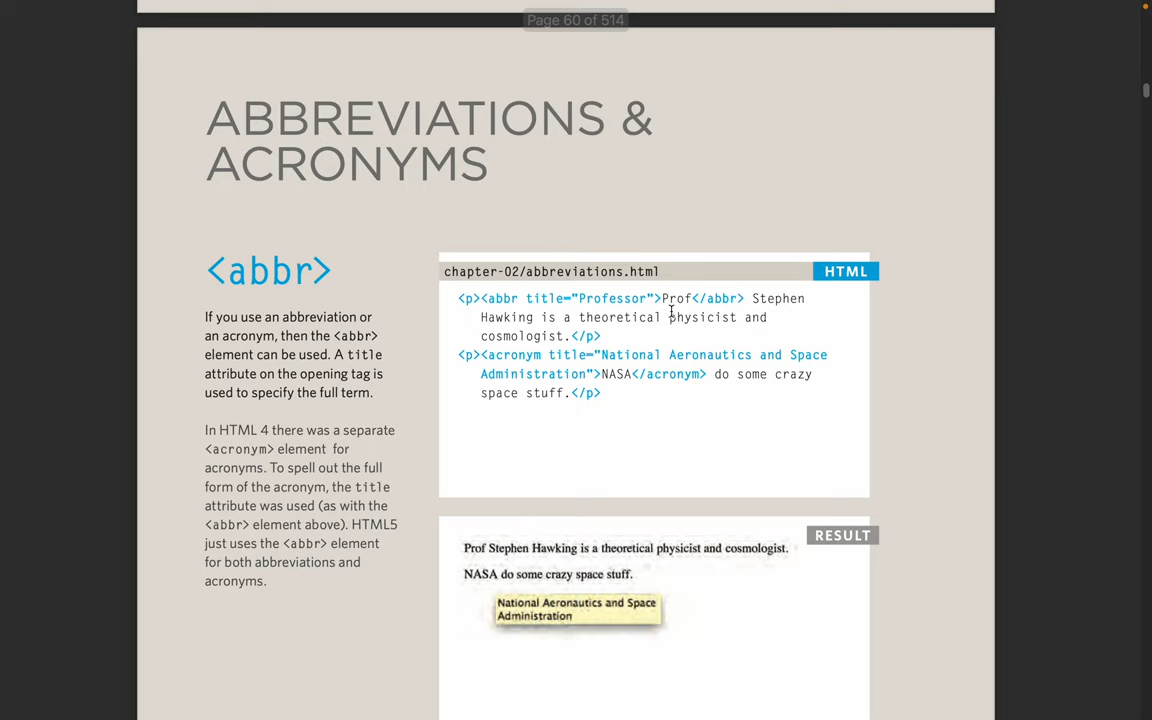 Page 60 of 514
ABBREVIATIONS &
ACRONYMS
<abbr>
If you use an abbreviation or
an acronym, then the <abbr>
element can be used. A title
attribute on the opening tag is
used to specify the full term.
In HTML 4 there was a separate
<acronym> element for
acronyms. To spell out the full
form of the acronym, the title
attribute was used (as with the
<abbr> element above). HTML5
just uses the <abbr> element
for both abbreviations and
acronyms.
chapter-02/abbreviations.html
HTML
<p><abbr title="Professor">Prof</abbr> Stephen
Hawking is a theoretical physicist and
cosmologist.</p>
<p><acronym title="National Aeronautics and Space
Administration">NASA</acronym> do some crazy
space stuff.</p>
RESULT
Prof Stephen Hawking is a theoretical physicist and cosmologist.
NASA do some crazy space stuff.
National Aeronautics and Space
Administration